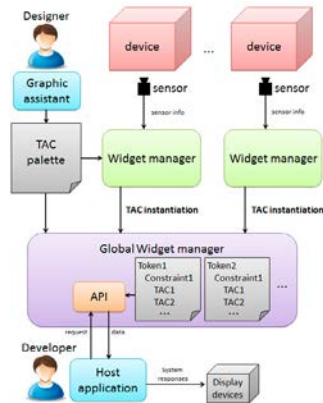 Designer
device
...
device
Graphic
assistant
sensor
sensor
sensor info
sensor info
TAC
palette
Widget manager
Widget manager
TAC instantiation
TAC instantiation
Global Widget manager
Token1
Constraint1
TAC1
TAC2
...
Token2
Constraint1
TAC1
TAC2
...
...
API
request
data
Developer
Host
application
System
responses
Display
devices